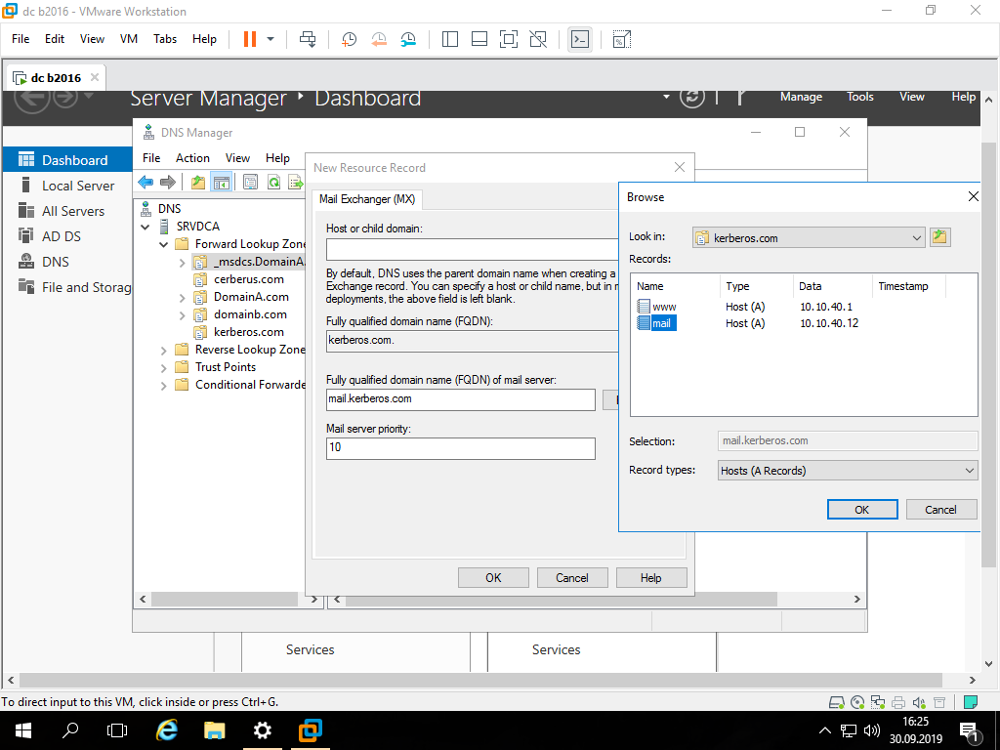 dc b2016 - VMware Workstation
File Edit View VM Tabs Help
dc b2016
Server Manager Dashboard
Manage Tools View Help
Dashboard
Local Server
All Servers
AD DS
DNS
File and Storag
DNS Manager
File Action View Help
DNS
SRVDCA
Forward Lookup Zone
_msdcs.DomainA.
cerberus.com
DomainA.com
domainb.com
kerberos.com
Reverse Lookup Zone
Trust Points
Conditional Forwarde
New Resource Record
Mail Exchanger (MX)
Host or child domain:
By default, DNS uses the parent domain name when creating a
Exchange record. You can specify a host or child name, but in m
deployments, the above field is left blank.
Fully qualified domain name (FQDN):
kerberos.com.
Fully qualified domain name (FQDN) of mail server:
mail.kerberos.com
Mail server priority:
10
OK Cancel Help
Browse
Look in: kerberos.com
Records:
Name Type Data Timestamp
www Host (A) 10.10.40.1
mail Host (A) 10.10.40.12
Selection: mail.kerberos.com
Record types: Hosts (A Records)
OK Cancel
Services Services
To direct input to this VM, click inside or press Ctrl+G.
16:25
30.09.2019
1